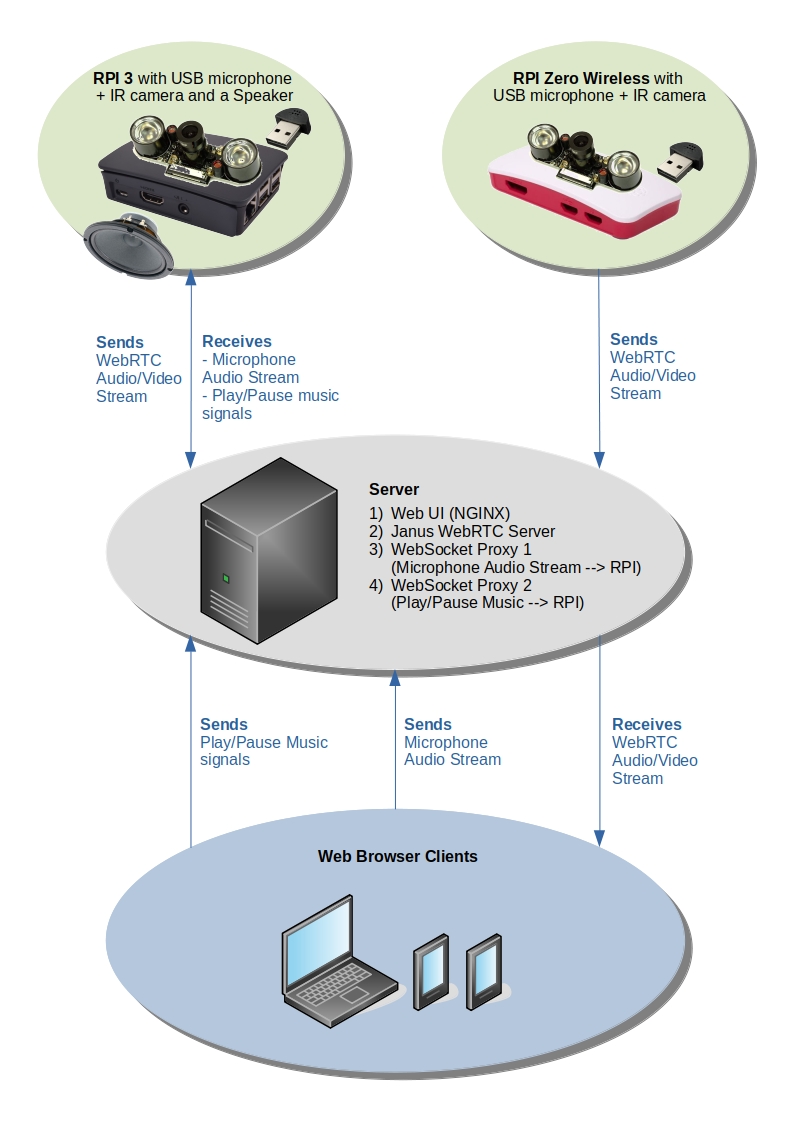 RPI 3 with USB microphone
+ IR camera and a Speaker
RPI Zero Wireless with
USB microphone + IR camera
Sends
WebRTC
Audio/Video
Stream
Receives
- Microphone
Audio Stream
- Play/Pause music
signals
Sends
WebRTC
Audio/Video
Stream
Server
1) Web UI (NGINX)
2) Janus WebRTC Server
3) WebSocket Proxy 1
(Microphone Audio Stream --> RPI)
4) WebSocket Proxy 2
(Play/Pause Music --> RPI)
Sends
Play/Pause Music
signals
Sends
Microphone
Audio Stream
Receives
WebRTC
Audio/Video
Stream
Web Browser Clients